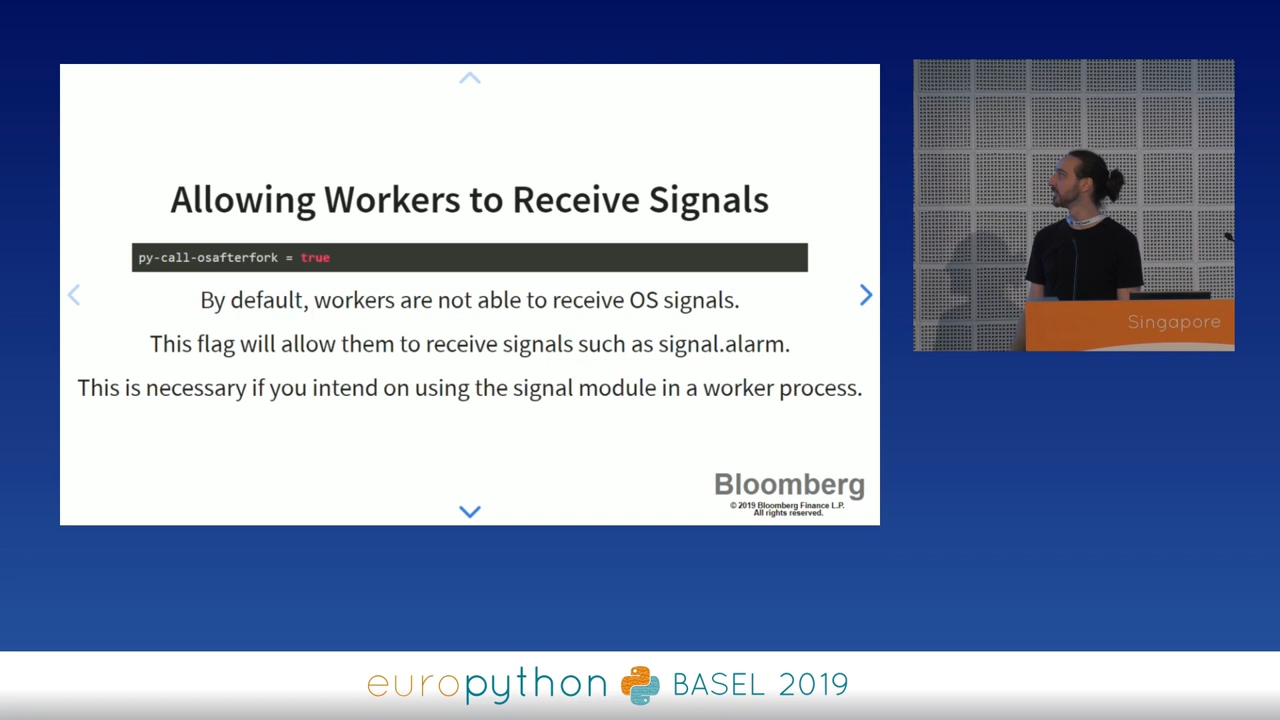 Allowing Workers to Receive Signals
py-call-osafterfork = true
By default, workers are not able to receive OS signals.
This flag will allow them to receive signals such as signal.alarm.
This is necessary if you intend on using the signal module in a worker process.
Bloomberg
© 2019 Bloomberg Finance L.P.
All rights reserved.
Singapore
europython BASEL 2019